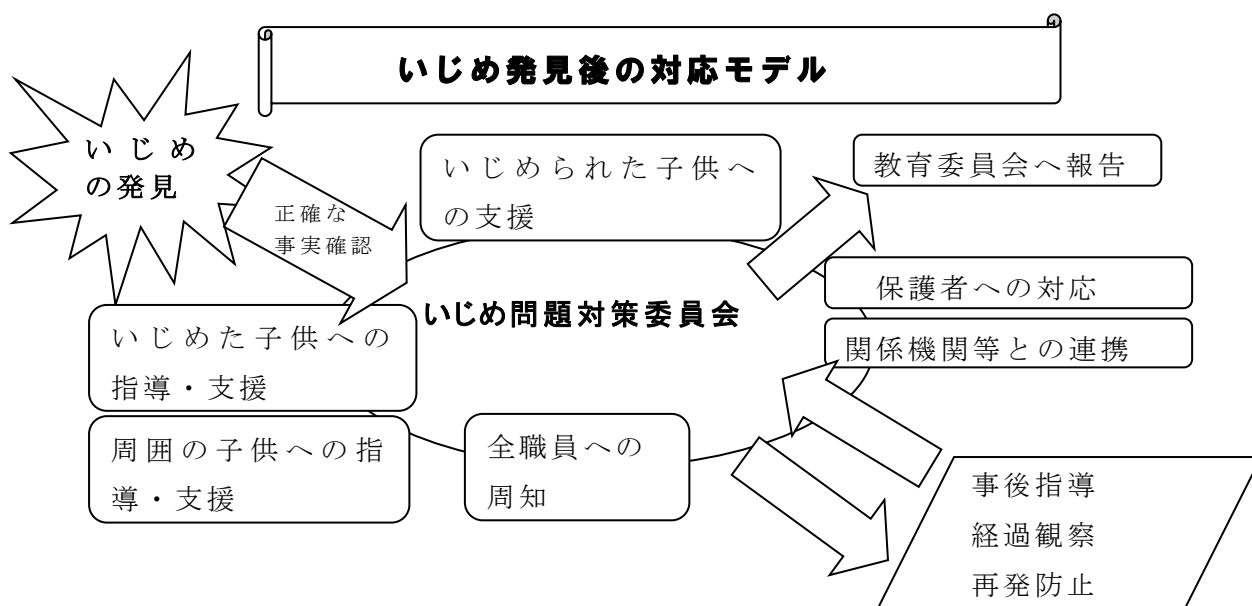 いじめ発見後の対応モデル
いじめ
の発見
正確な
事実確認
いじめられた子供へ
の支援
教育委員会へ報告
いじめ問題対策委員会
保護者への対応
関係機関等との連携
いじめた子供への
指導・支援
周囲の子供への指
導・支援
全職員への
周知
事後指導
経過観察
再発防止